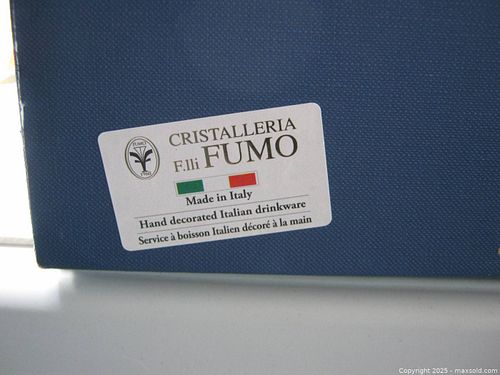 CRISTALLERIA
F.lli FUMO
Made in Italy
Hand decorated Italian drinkware
Service à boisson Italien décoré à la main
Copyright 2025 - maxsold.com